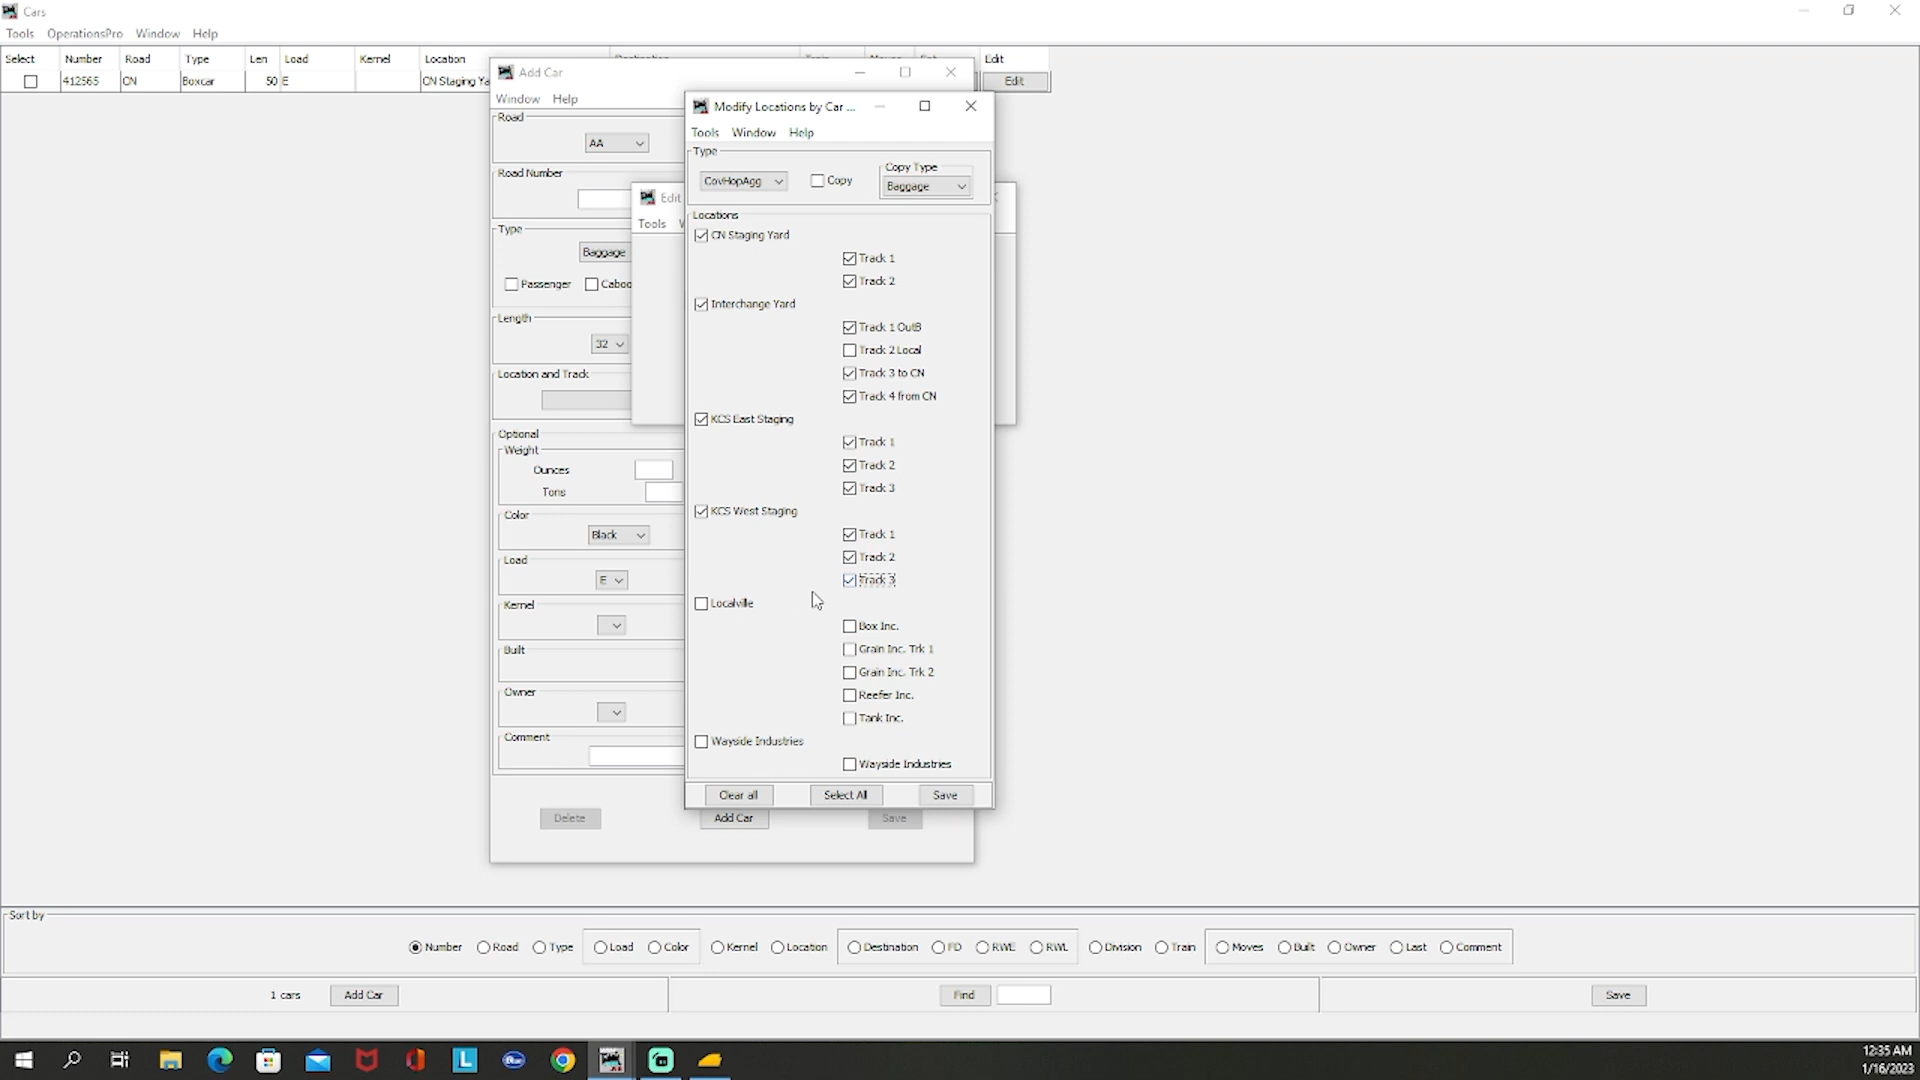 Cars
Tools OperationsPro Window Help
Select Number Road Type Len Load Kernel Location Edit
412565 CN Boxcar 50 E CN Staging Ya Edit
Add Car
Window Help
Road
AA
Road Number
Type
Baggage
Passenger Caboo
Length
32
Location and Track
Optional
Weight
Ounces
Tons
Color
Black
Load
E
Kernel
Built
Owner
Comment
Delete Add Car Save
Edit
Tools
Modify Locations by Car ...
Tools Window Help
Type
CovHopAgg Copy Copy Type
Baggage
Locations
CN Staging Yard
Track 1
Track 2
Interchange Yard
Track 1 OutB
Track 2 Local
Track 3 to CN
Track 4 from CN
KCS East Staging
Track 1
Track 2
Track 3
KCS West Staging
Track 1
Track 2
Track 3
Localville
Box Inc.
Grain Inc. Trk 1
Grain Inc. Trk 2
Reefer Inc.
Tank Inc.
Wayside Industries
Wayside Industries
Clear all Select All Save
Sort by
Number Road Type Load Color Kernel Location Destination FD RWE RWL Division Train Moves Built Owner Last Comment
1 cars Add Car Find Save
12:35 AM
1/16/2023